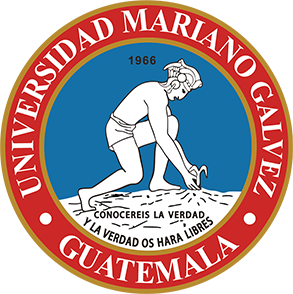 UNIVERSIDAD MARIANO GALVEZ
1966
CONOCEREIS LA VERDAD
Y LA VERDAD OS HARA LIBRES
• GUATEMALA •